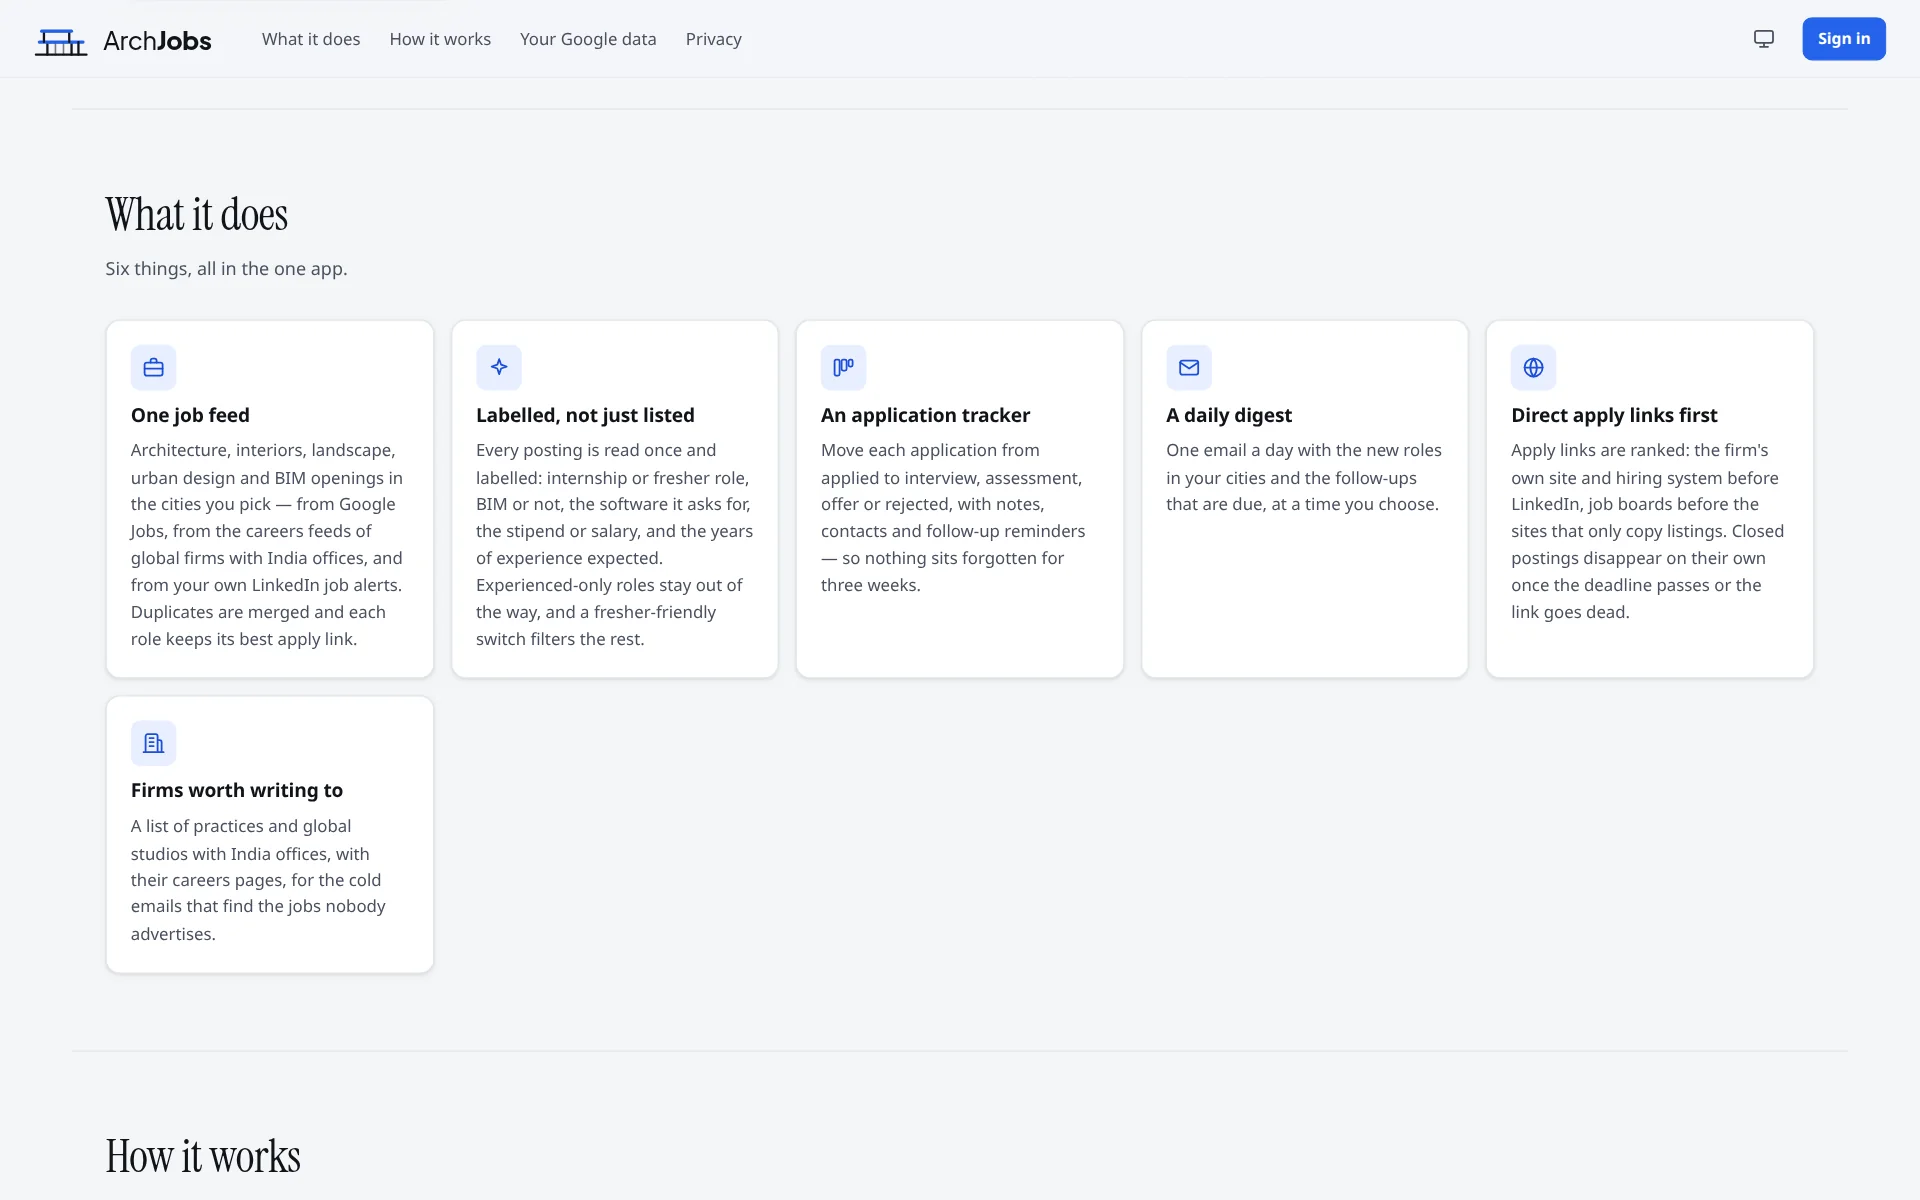 ArchJobs
What it does
How it works
Your Google data
Privacy
Sign in
What it does
Six things, all in the one app.
One job feed
Architecture, interiors, landscape,
urban design and BIM openings in
the cities you pick — from Google
Jobs, from the careers feeds of
global firms with India offices, and
from your own LinkedIn job alerts.
Duplicates are merged and each
role keeps its best apply link.
Labelled, not just listed
Every posting is read once and
labelled: internship or fresher role,
BIM or not, the software it asks for,
the stipend or salary, and the years
of experience expected.
Experienced-only roles stay out of
the way, and a fresher-friendly
switch filters the rest.
An application tracker
Move each application from
applied to interview, assessment,
offer or rejected, with notes,
contacts and follow-up reminders
— so nothing sits forgotten for
three weeks.
A daily digest
One email a day with the new roles
in your cities and the follow-ups
that are due, at a time you choose.
Direct apply links first
Apply links are ranked: the firm's
own site and hiring system before
LinkedIn, job boards before the
sites that only copy listings. Closed
postings disappear on their own
once the deadline passes or the
link goes dead.
Firms worth writing to
A list of practices and global
studios with India offices, with
their careers pages, for the cold
emails that find the jobs nobody
advertises.
How it works